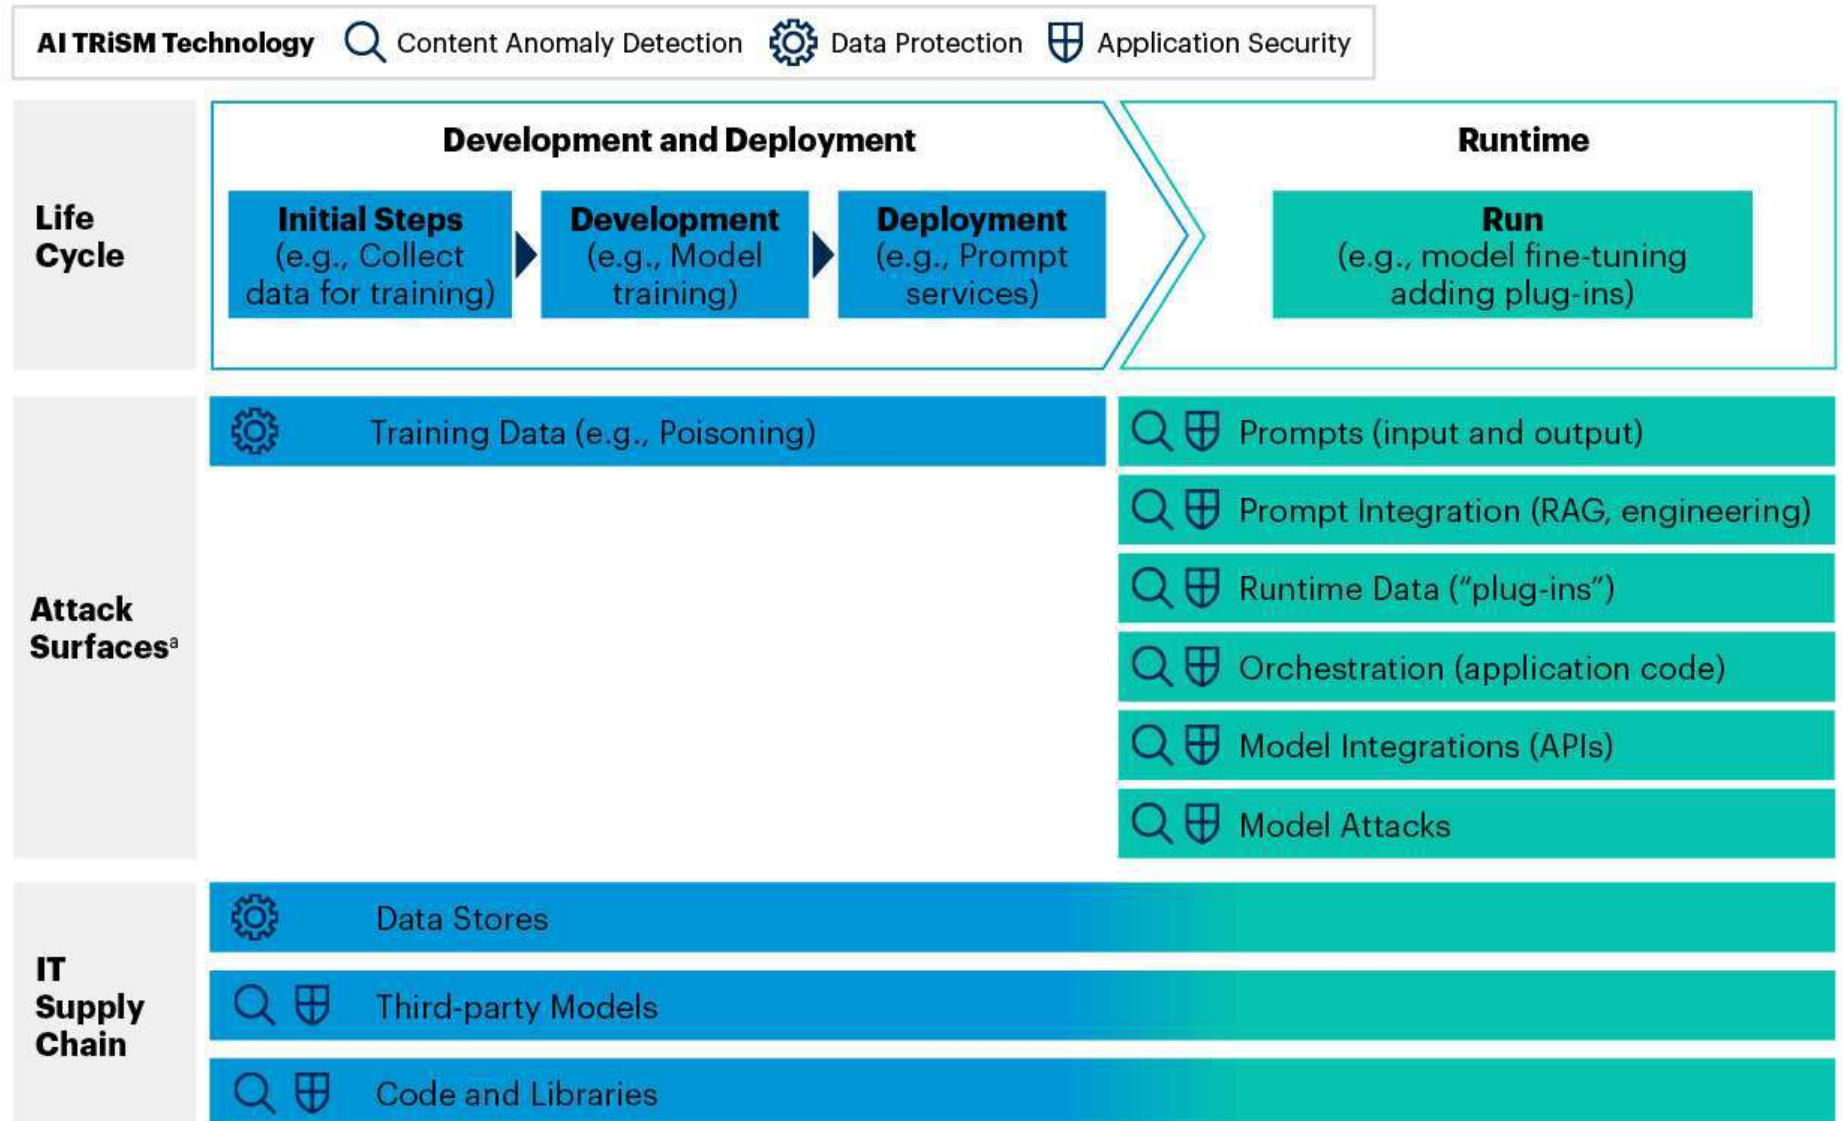 AI TRiSM Technology Content Anomaly Detection Data Protection Application Security
Life
Cycle
Development and Deployment
Initial Steps
(e.g., Collect
data for training)
Development
(e.g., Model
training)
Deployment
(e.g., Prompt
services)
Runtime
Run
(e.g., model fine-tuning
adding plug-ins)
Attack
Surfacesᵃ
Training Data (e.g., Poisoning)
Prompts (input and output)
Prompt Integration (RAG, engineering)
Runtime Data (“plug-ins”)
Orchestration (application code)
Model Integrations (APIs)
Model Attacks
IT
Supply
Chain
Data Stores
Third-party Models
Code and Libraries